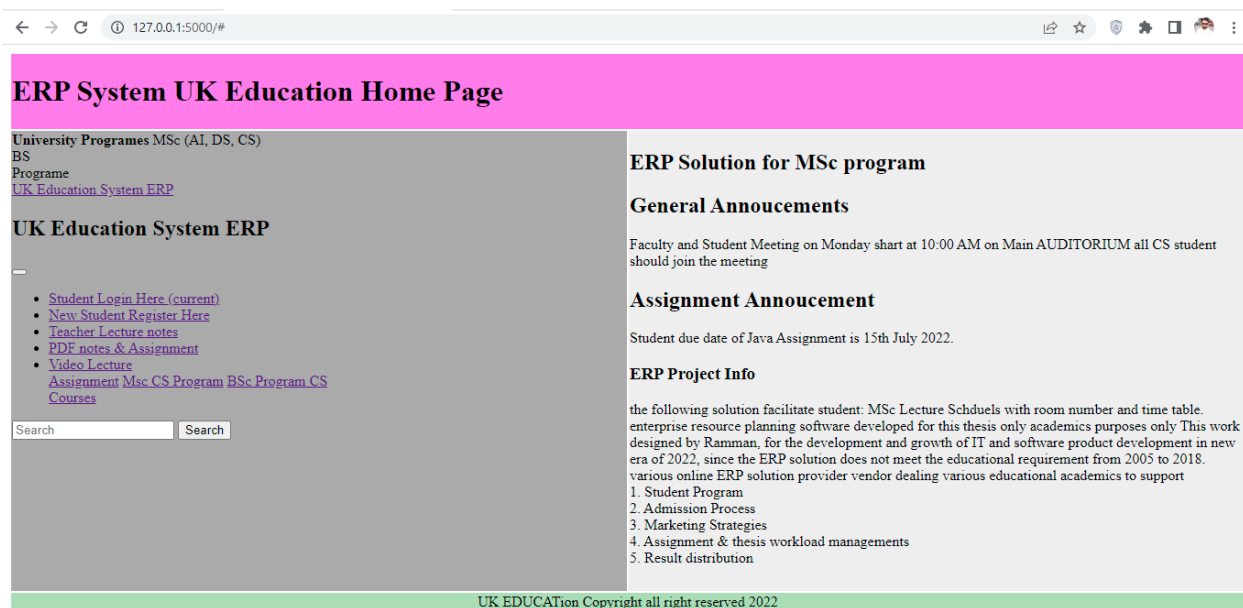 127.0.0.1:5000/#
ERP System UK Education Home Page
University Programes MSc (AI, DS, CS)
BS
Programe
UK Education System ERP
UK Education System ERP
Student Login Here (current)
New Student Register Here
Teacher Lecture notes
PDF notes & Assignment
Video Lecture
Assignment Msc CS Program BSc Program CS
Courses
Search Search
ERP Solution for MSc program
General Annoucements
Faculty and Student Meeting on Monday shart at 10:00 AM on Main AUDITORIUM all CS student
should join the meeting
Assignment Annoucement
Student due date of Java Assignment is 15th July 2022.
ERP Project Info
the following solution facilitate student: MSc Lecture Schduels with room number and time table.
enterprise resource planning software developed for this thesis only academics purposes only This work
designed by Ramman, for the development and growth of IT and software product development in new
era of 2022, since the ERP solution does not meet the educational requirement from 2005 to 2018.
various online ERP solution provider vendor dealing various educational academics to support
1. Student Program
2. Admission Process
3. Marketing Strategies
4. Assignment & thesis workload managements
5. Result distribution
UK EDUCATion Copyright all right reserved 2022